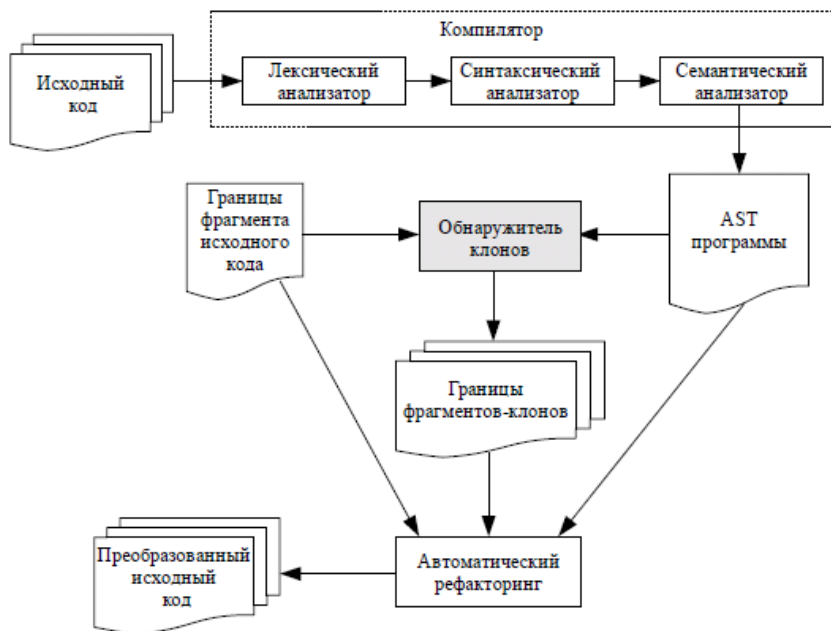 Компилятор
Исходный
код
Лексический
анализатор
Синтаксический
анализатор
Семантический
анализатор
Границы
фрагмента
исходного
кода
Обнаружитель
клонов
AST
программы
Границы
фрагментов-клонов
Преобразованный
исходный
код
Автоматический
рефакторинг